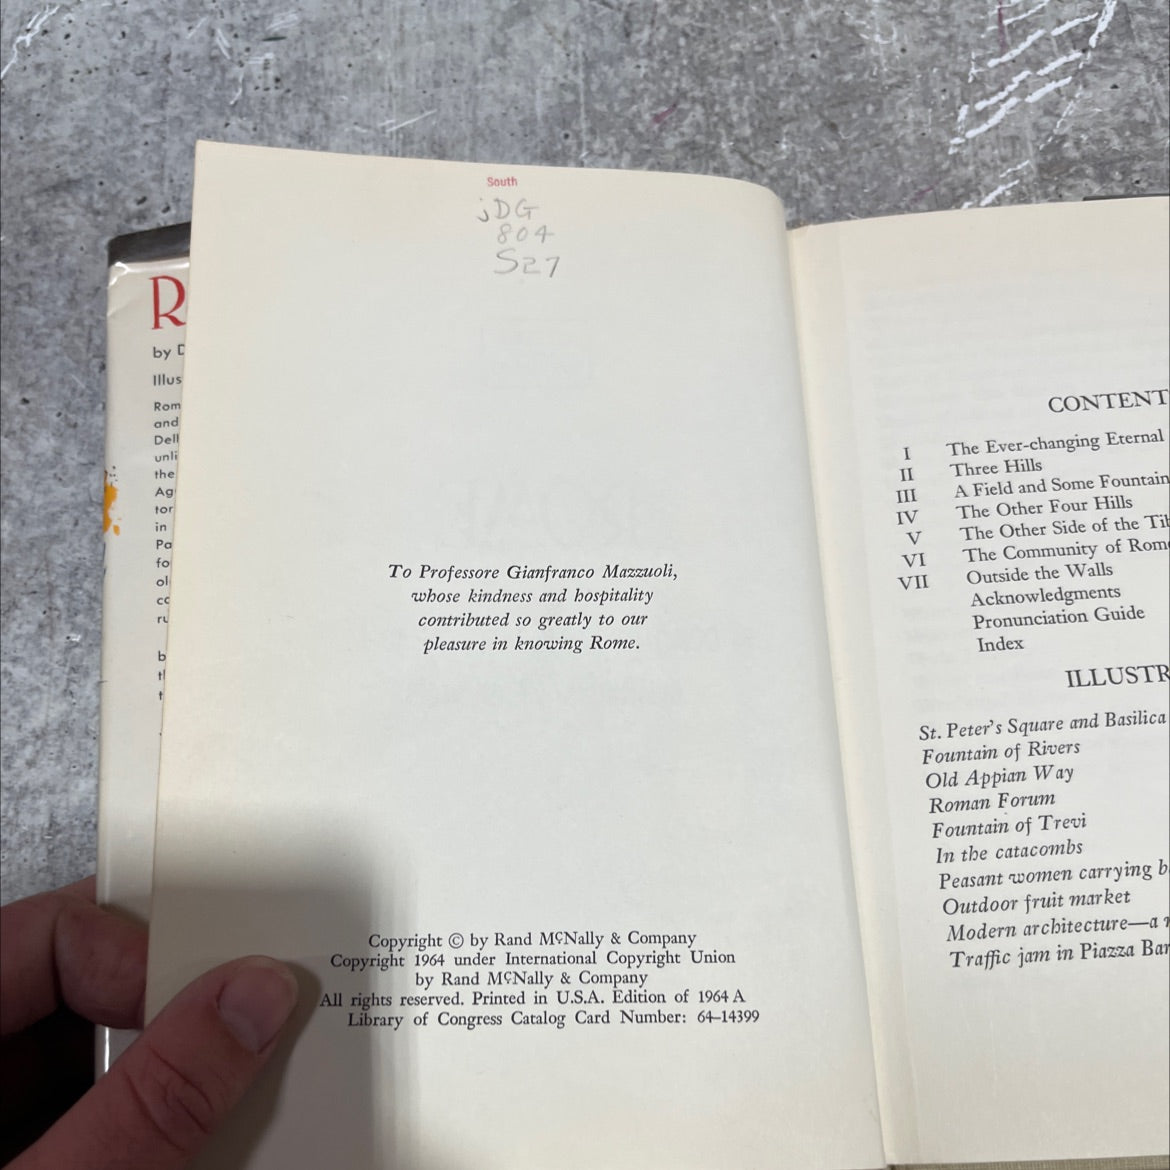 R
by D
Illus
Rom
and
Dell
unli
the
Ag
tor
in
Pa
fo
ol
cc
ru
b
t
t
South
jDG
804
S27
To Professore Gianfranco Mazzuoli,
whose kindness and hospitality
contributed so greatly to our
pleasure in knowing Rome.
Copyright © by Rand McNally & Company
Copyright 1964 under International Copyright Union
by Rand McNally & Company
All rights reserved. Printed in U.S.A. Edition of 1964 A
Library of Congress Catalog Card Number: 64-14399
CONTENT
I The Ever-changing Eternal
II Three Hills
III A Field and Some Fountain
IV The Other Four Hills
V The Other Side of the Tib
VI The Community of Rom
VII Outside the Walls
Acknowledgments
Pronunciation Guide
Index
ILLUSTR
St. Peter's Square and Basilica
Fountain of Rivers
Old Appian Way
Roman Forum
Fountain of Trevi
In the catacombs
Peasant women carrying b
Outdoor fruit market
Modern architecture—a
Traffic jam in Piazza Bar